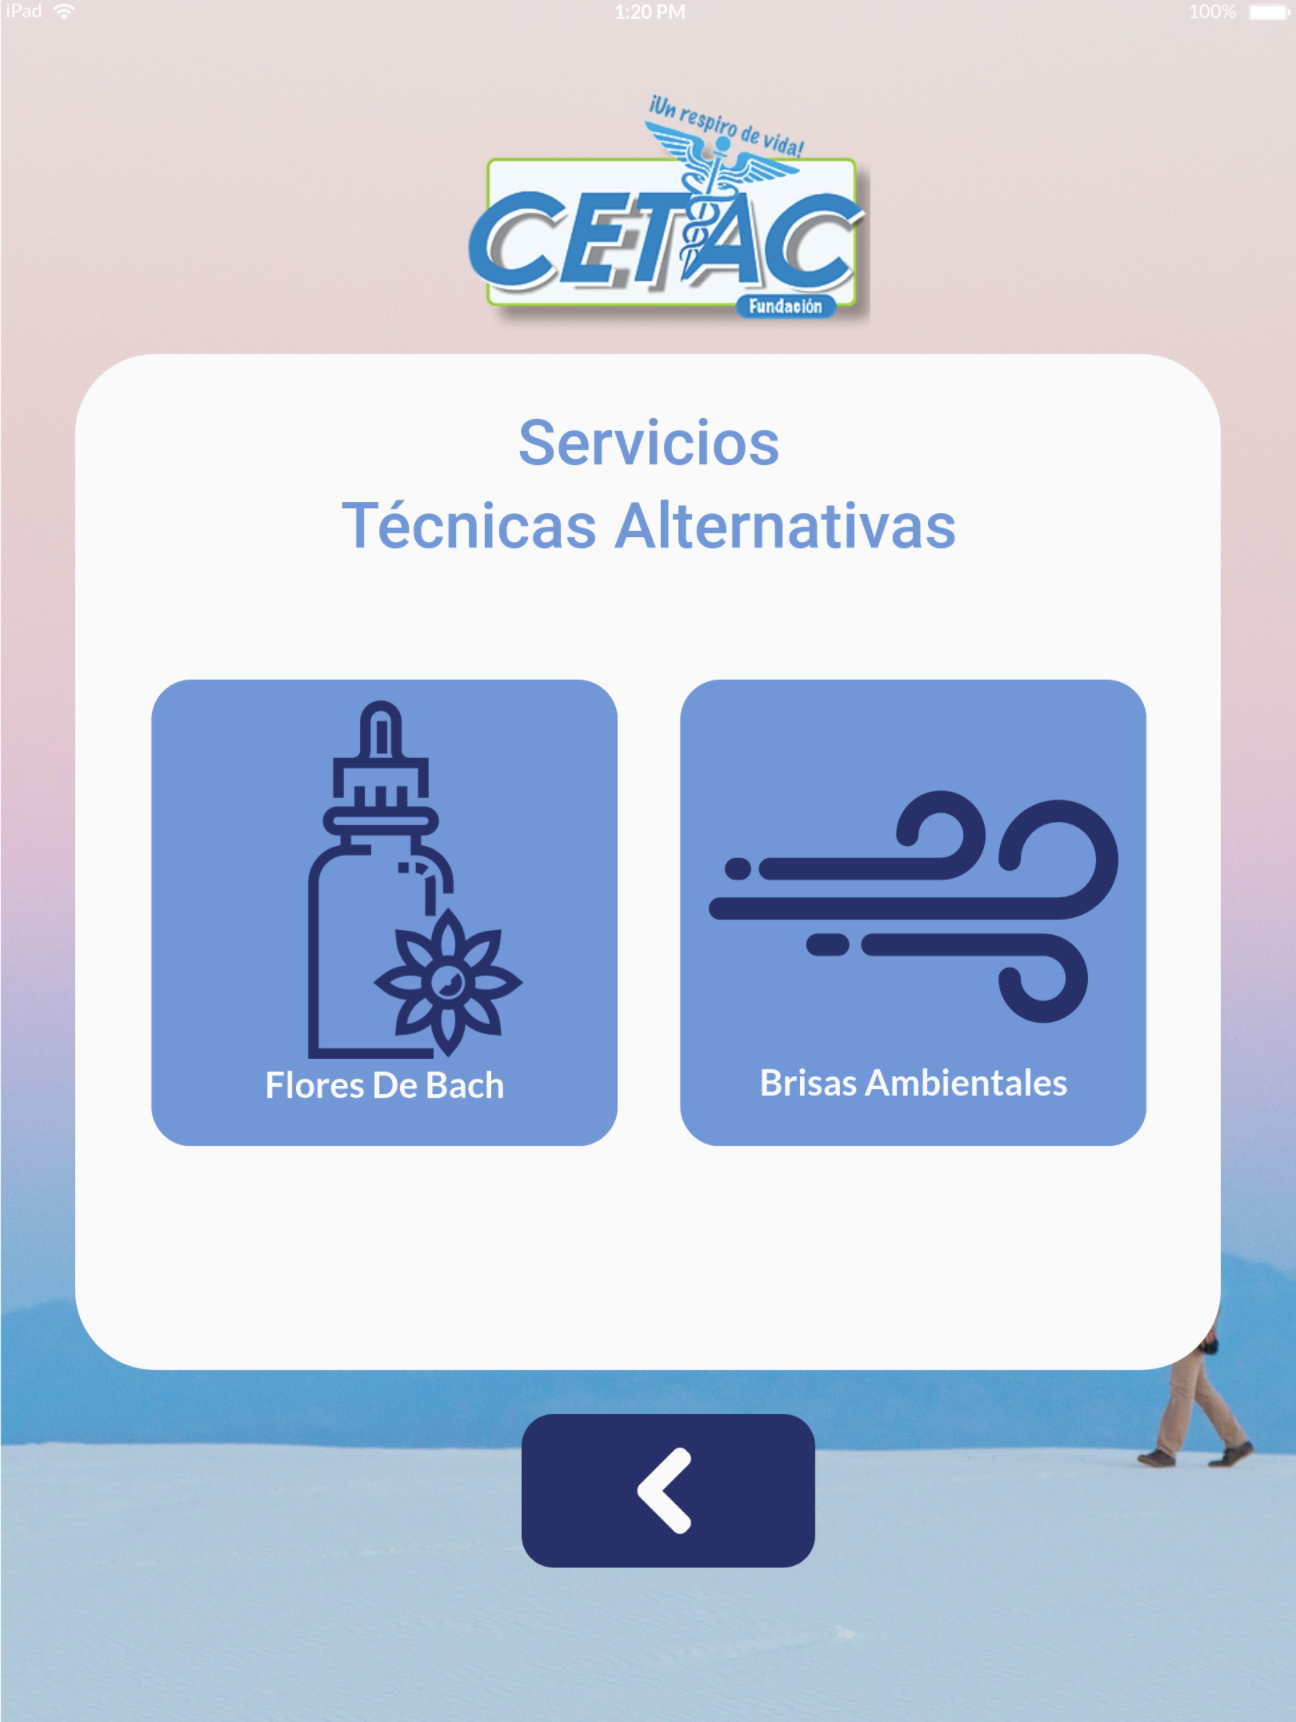 iPad
1:20 PM
100%
¡Un respiro de vida!
CETAC
Fundación
Servicios
Técnicas Alternativas
Flores De Bach
Brisas Ambientales